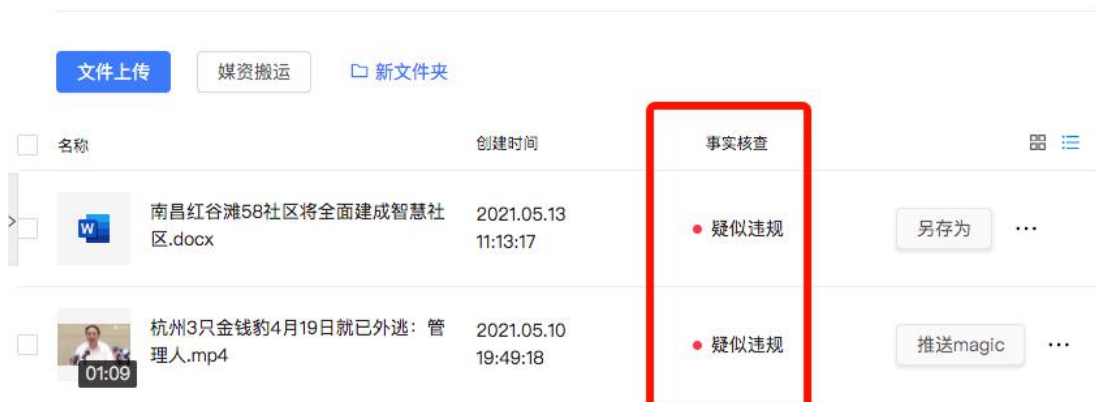 文件上传 媒资搬运 新文件夹
名称 创建时间 事实核查
南昌红谷滩58社区将全面建成智慧社 2021.05.13 疑似违规 另存为 ...
区.docx 11:13:17
W
杭州3只金钱豹4月19日就已外逃：管 2021.05.10 疑似违规 推送magic ...
理人.mp4 19:49:18
01:09